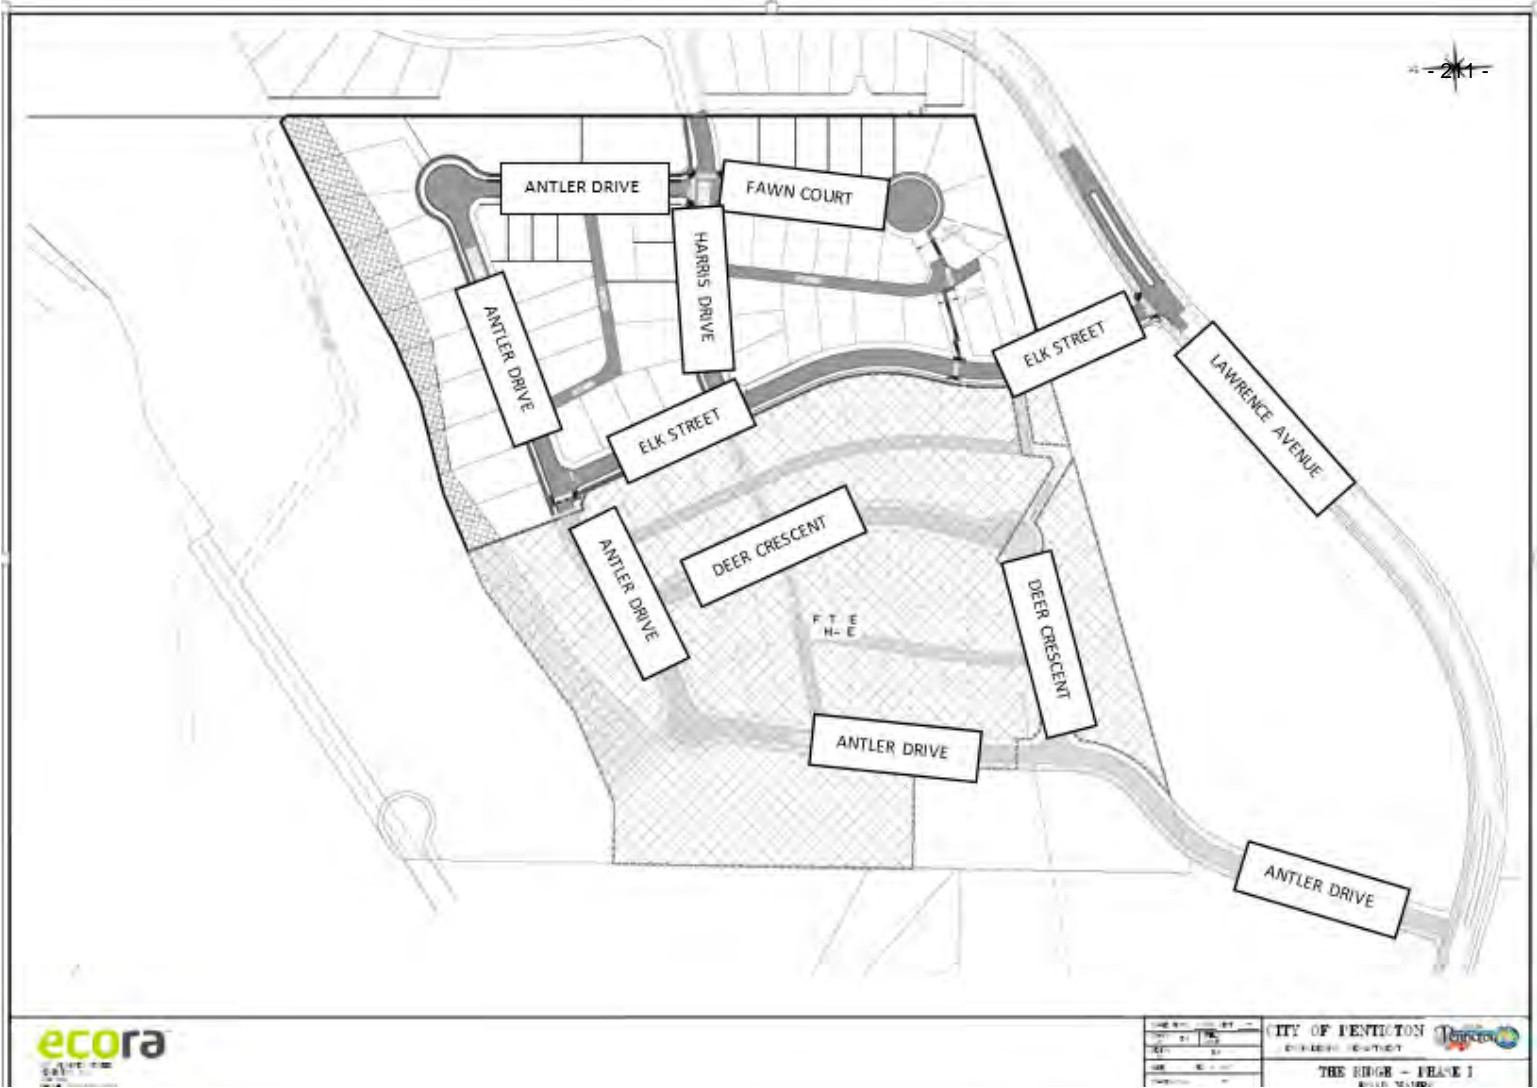 - 211 -
ANTLER DRIVE
FAWN COURT
HARRIS DRIVE
ANTLER DRIVE
ELK STREET
LAWRENCE AVENUE
ELK STREET
DEER CRESCENT
ANTLER DRIVE
DEER CRESCENT
F T E
H- E
ANTLER DRIVE
ANTLER DRIVE
ecora
CITY OF PENTICTON
Penticton
THE RIDGE - PHASE I